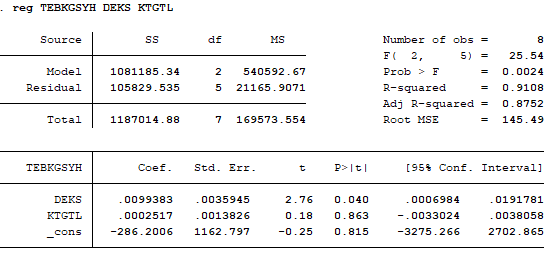 . reg TEBKGSYH DEKS KTGTL
Source SS df MS Number of obs = 8
F( 2, 5) = 25.54
Model 1081185.34 2 540592.67 Prob > F = 0.0024
Residual 105829.535 5 21165.9071 R-squared = 0.9108
Adj R-squared = 0.8752
Total 1187014.88 7 169573.554 Root MSE = 145.49
TEBKGSYH Coef. Std. Err. t P>|t| [95% Conf. Interval]
DEKS .0099383 .0035945 2.76 0.040 .0006984 .0191781
KTGTL .0002517 .0013826 0.18 0.863 -.0033024 .0038058
_cons -286.2006 1162.797 -0.25 0.815 -3275.266 2702.865